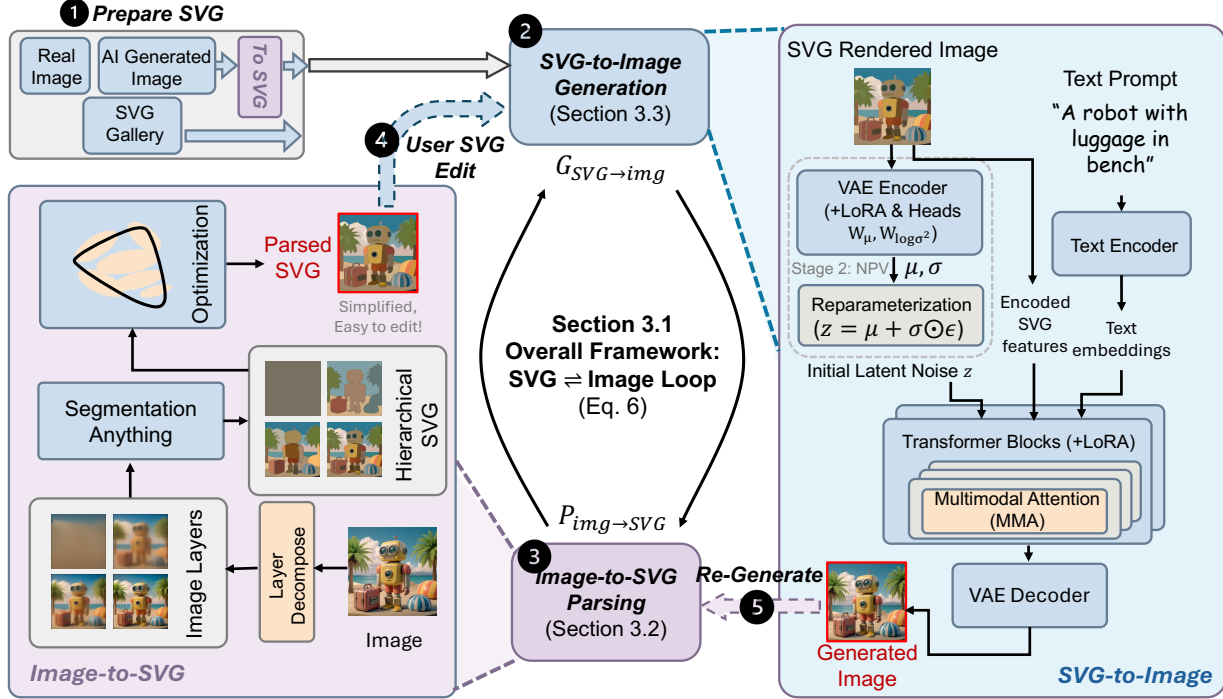 1 Prepare SVG
Real
Image
AI Generated
Image
To SVG
SVG
Gallery
2
SVG-to-Image
Generation
(Section 3.3)
4
User SVG
Edit
G_{SVG→img}
Optimization
Parsed
SVG
Simplified,
Easy to edit!
Segmentation
Anything
Hierarchical
SVG
Image Layers
Layer
Decompose
Image
Image-to-SVG
Section 3.1
Overall Framework:
SVG ⇌ Image Loop
(Eq. 6)
P_{img→SVG}
3
Image-to-SVG
Parsing
(Section 3.2)
Re-Generate
5
SVG Rendered Image
Text Prompt
“A robot with
luggage in
bench”
VAE Encoder
(+LoRA & Heads
W_μ, W_{logσ²})
Stage 2: NPV μ, σ
Reparameterization
(z = μ + σ⊙ϵ)
Text Encoder
Encoded
SVG
features
Text
embeddings
Initial Latent Noise z
Transformer Blocks (+LoRA)
Multimodal Attention
(MMA)
VAE Decoder
Generated
Image
SVG-to-Image